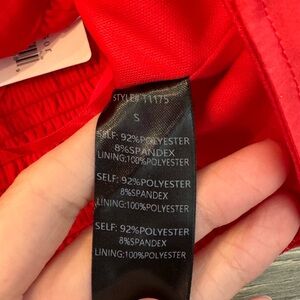 STYLE# T1175
S
SELF: 92%POLYESTER
8%SPANDEX
LINING:100%POLYESTER
SELF: 92%POLYESTER
8%SPANDEX
LINING:100%POLYESTER
SELF: 92%POLYESTER
8%SPANDEX
LINING:100%POLYESTER